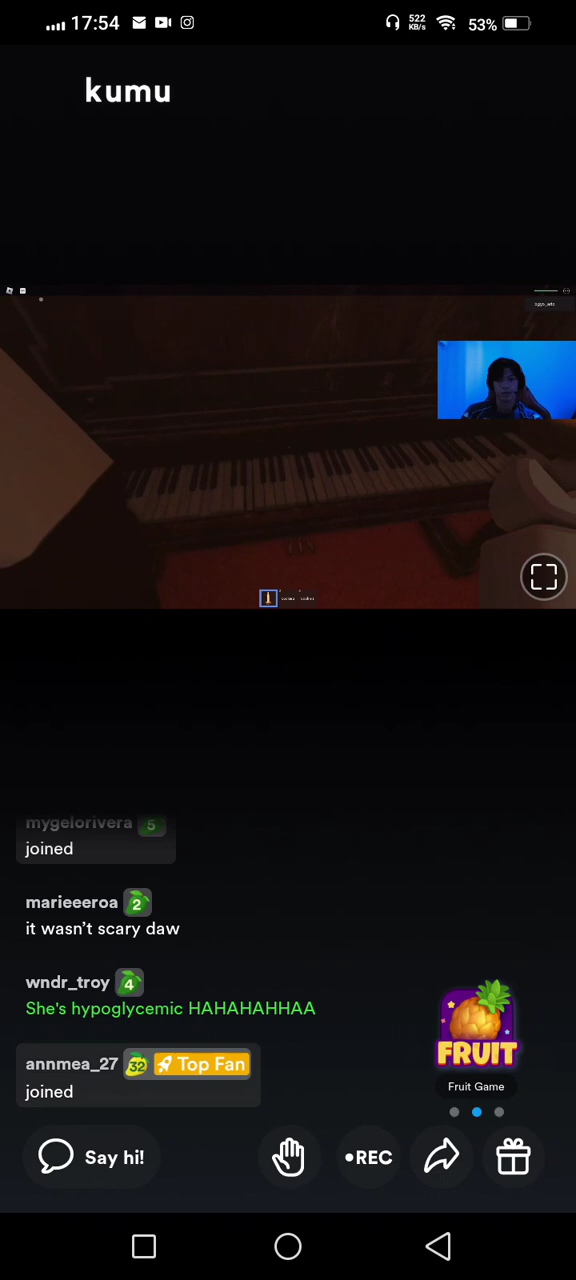 17:54
522
KB/s
53%
kumu
mygelorivera 5
joined
marieeeroa 2
it wasn't scary daw
wndr_troy 4
She's hypoglycemic HAHAHAHHAA
annmea_27 32 Top Fan
joined
FRUIT
Fruit Game
Say hi!
•REC